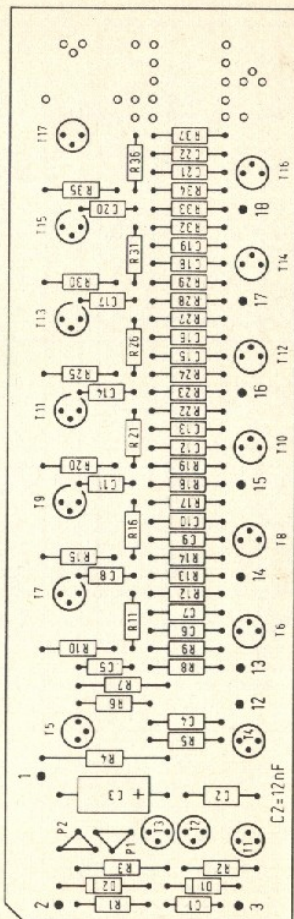 T17
R37
C22
R36
C21
T16
R35
R34
C20
R33
18
T15
R32
C19
R31
C18
T14
R30
R29
C17
R28
17
T13
R27
C16
R26
C15
T12
R25
R24
C14
R23
16
T11
R22
C13
R21
C12
T10
R20
R19
C11
R18
15
T9
R17
C10
R16
C9
T8
R15
R14
C8
R13
14
T7
R12
C7
R11
C6
T6
R10
R9
C5
R8
13
R7
R6
12
T5
C4
R5
T4
R4
1
C3
+
C2
C2=12nF
P2
P1
T3
T2
T1
R3
R2
D2
D1
2
R1
C1
3